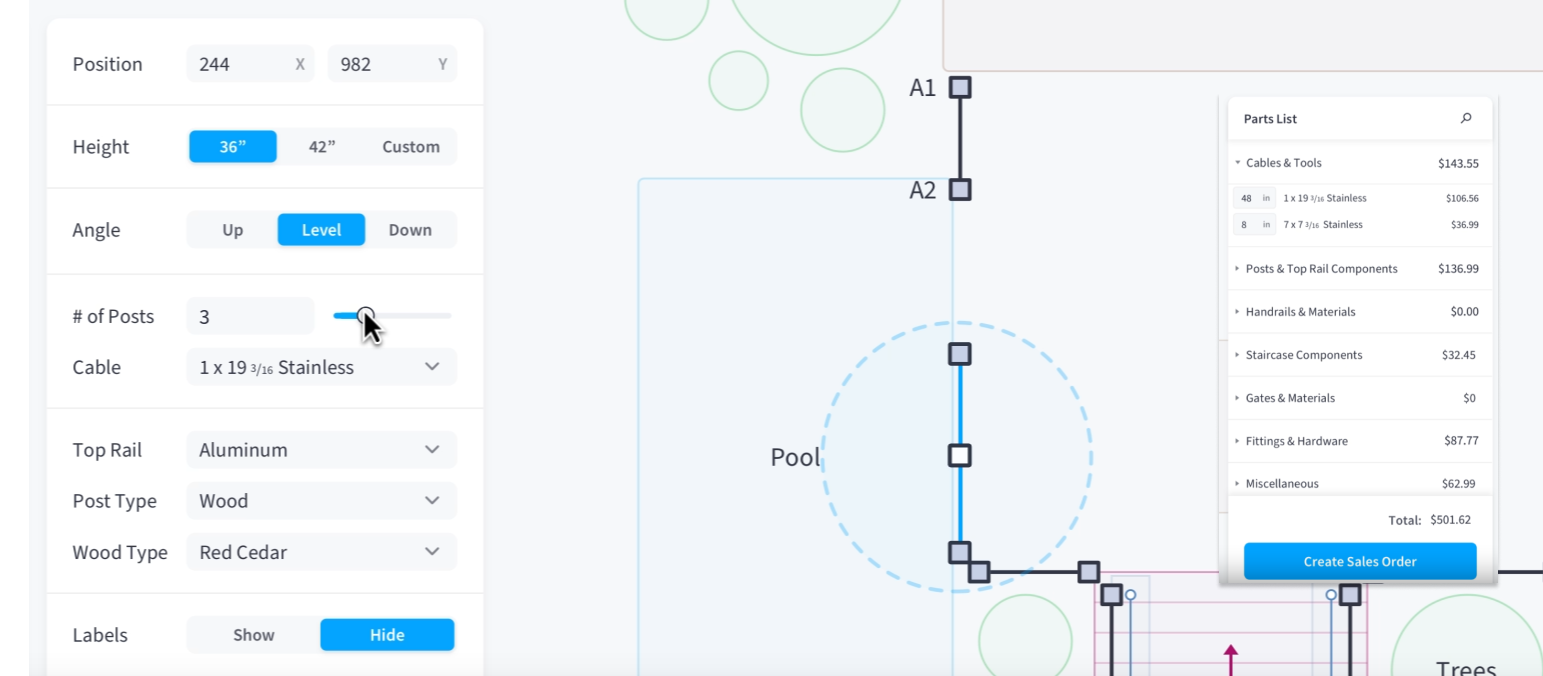 Position 244 X 982 Y
Height 36” 42” Custom
Angle Up Level Down
# of Posts 3
Cable 1 x 19 3/16 Stainless
Top Rail Aluminum
Post Type Wood
Wood Type Red Cedar
Labels Show Hide
A1
A2
Pool
Trees
Parts List
Cables & Tools $143.55
48 in 1 x 19 3/16 Stainless $106.56
8 in 7 x 7 3/16 Stainless $36.99
Posts & Top Rail Components $136.99
Handrails & Materials $0.00
Staircase Components $32.45
Gates & Materials $0
Fittings & Hardware $87.77
Miscellaneous $62.99
Total: $501.62
Create Sales Order